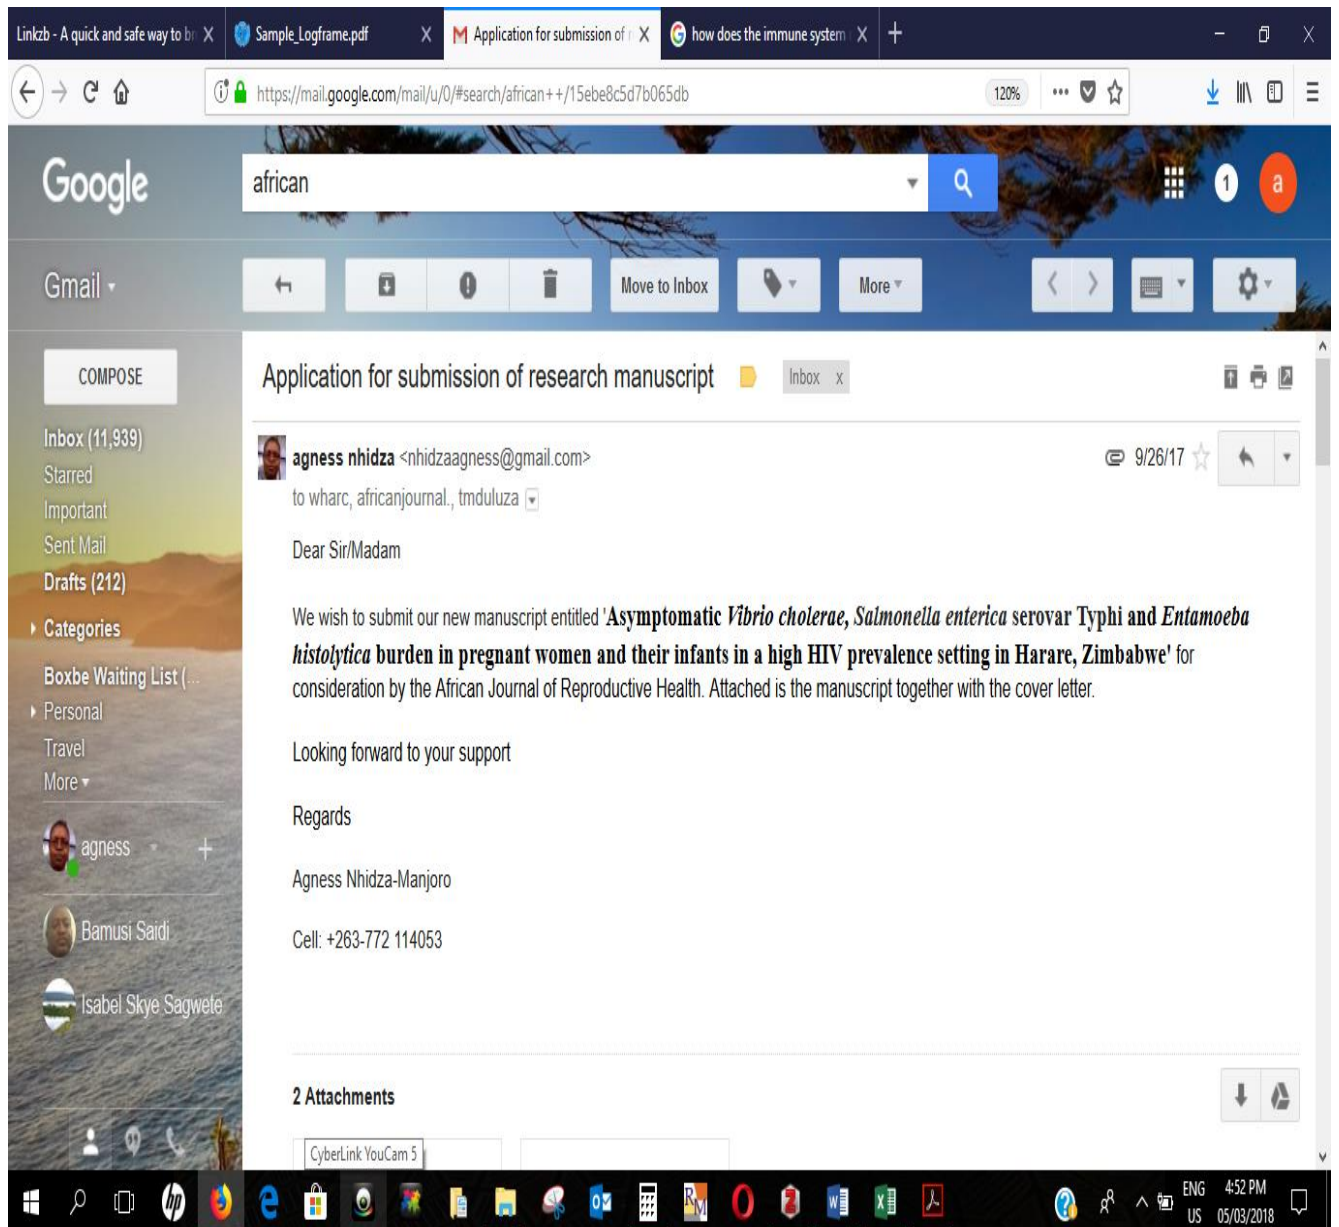 Linkzb - A quick and safe way to br
Sample_Logframe.pdf
Application for submission of r
how does the immune system
https://mail.google.com/mail/u/0/#search/african++/15ebe8c5d7b065db
120%
Google
african
1
a
Gmail
Move to Inbox
More
COMPOSE
Application for submission of research manuscript
Inbox x
Inbox (11,939)
Starred
Important
Sent Mail
Drafts (212)
Categories
Boxbe Waiting List (...
Personal
Travel
More
agness
Bamusi Saidi
Isabel Skye Sagwete
agness nhidza <nhidzaagness@gmail.com>
9/26/17
to wharc, africanjournal., tmduluza
Dear Sir/Madam
We wish to submit our new manuscript entitled 'Asymptomatic Vibrio cholerae, Salmonella enterica serovar Typhi and Entamoeba
histolytica burden in pregnant women and their infants in a high HIV prevalence setting in Harare, Zimbabwe' for
consideration by the African Journal of Reproductive Health. Attached is the manuscript together with the cover letter.
Looking forward to your support
Regards
Agness Nhidza-Manjoro
Cell: +263-772 114053
2 Attachments
CyberLink YouCam 5
hp
RM
ENG
US
4:52 PM
05/03/2018